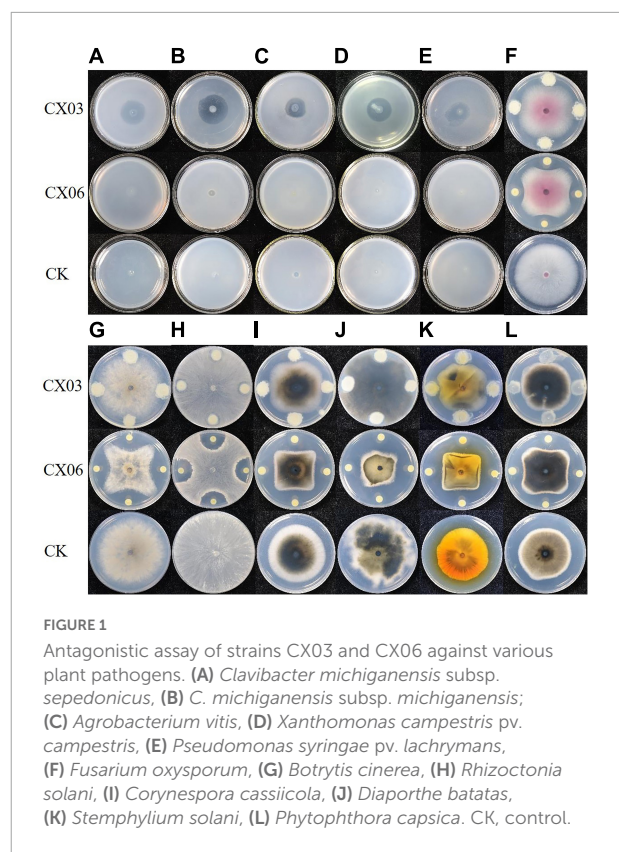 A B C D E F
CX03
CX06
CK
G H I J K L
CX03
CX06
CK
FIGURE 1
Antagonistic assay of strains CX03 and CX06 against various
plant pathogens. (A) Clavibacter michiganensis subsp.
sepedonicus, (B) C. michiganensis subsp. michiganensis;
(C) Agrobacterium vitis, (D) Xanthomonas campestris pv.
campestris, (E) Pseudomonas syringae pv. lachrymans,
(F) Fusarium oxysporum, (G) Botrytis cinerea, (H) Rhizoctonia
solani, (I) Corynespora cassiicola, (J) Diaporthe batatas,
(K) Stemphylium solani, (L) Phytophthora capsica. CK, control.